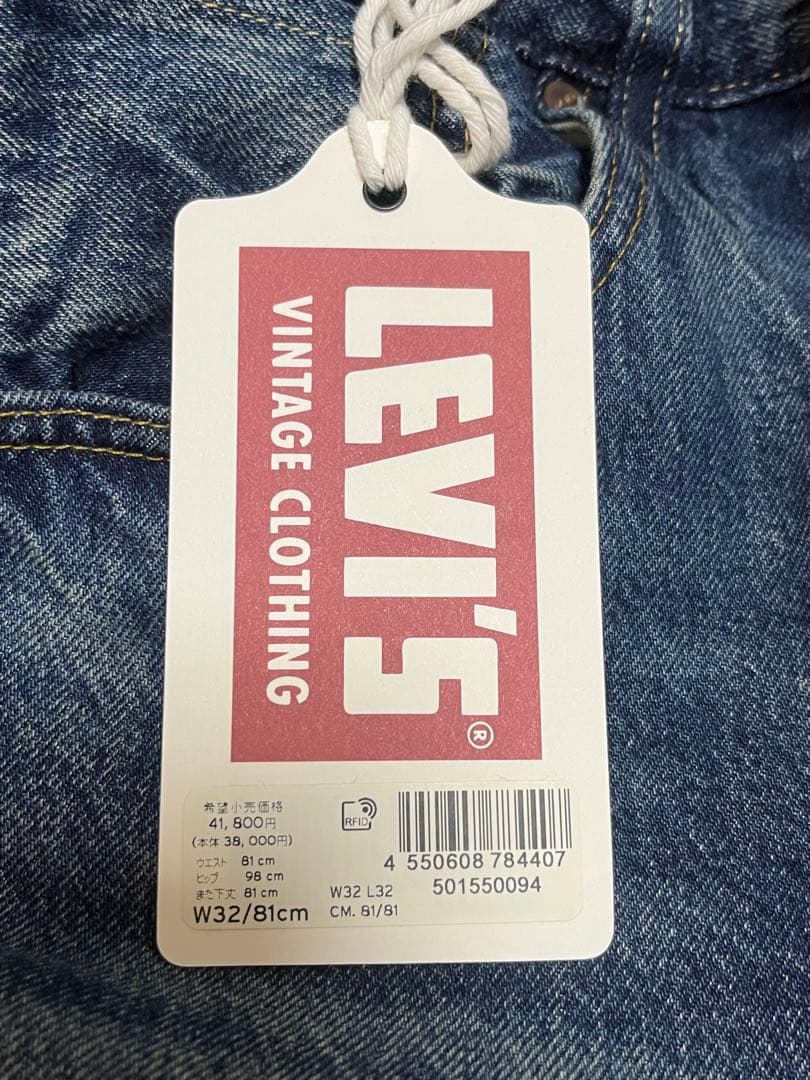 LEVI'S®
VINTAGE CLOTHING
希望小売価格
41,800円
(本体 38,000円)
ウエスト 81 cm
ヒップ 98 cm
また下丈 81 cm
W32/81cm
RFID
W32 L32
CM. 81/81
4 550608 784407
501550094